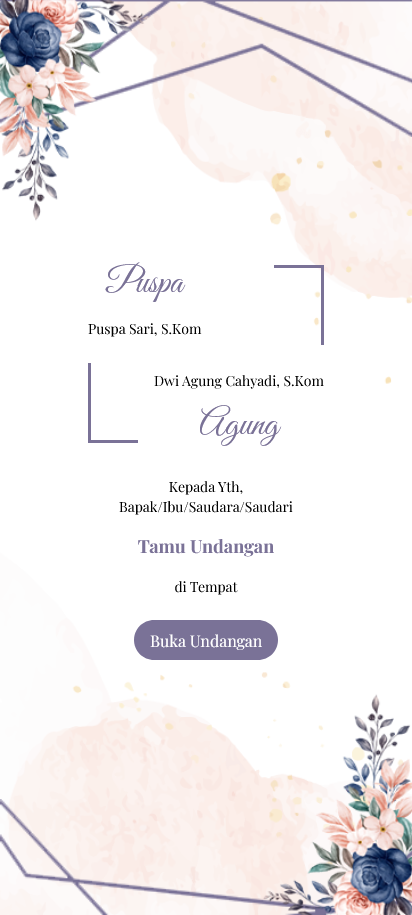 Puspa
Puspa Sari, S.Kom
Dwi Agung Cahyadi, S.Kom
Agung
Kepada Yth,
Bapak/Ibu/Saudara/Saudari
Tamu Undangan
di Tempat
Buka Undangan